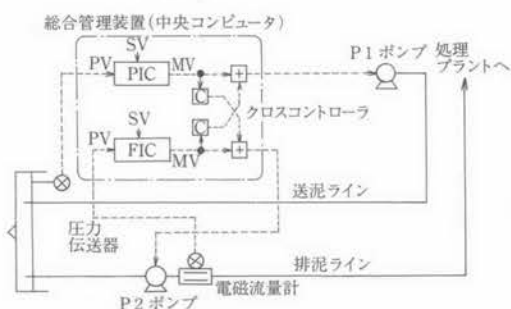 総合管理装置(中央コンピュータ)
SV
PV
PIC
MV
+
P1ポンプ
処理
プラントへ
C
クロスコントローラ
C
SV
PV
FIC
MV
+
送泥ライン
圧力
伝送器
排泥ライン
P2ポンプ
電磁流量計